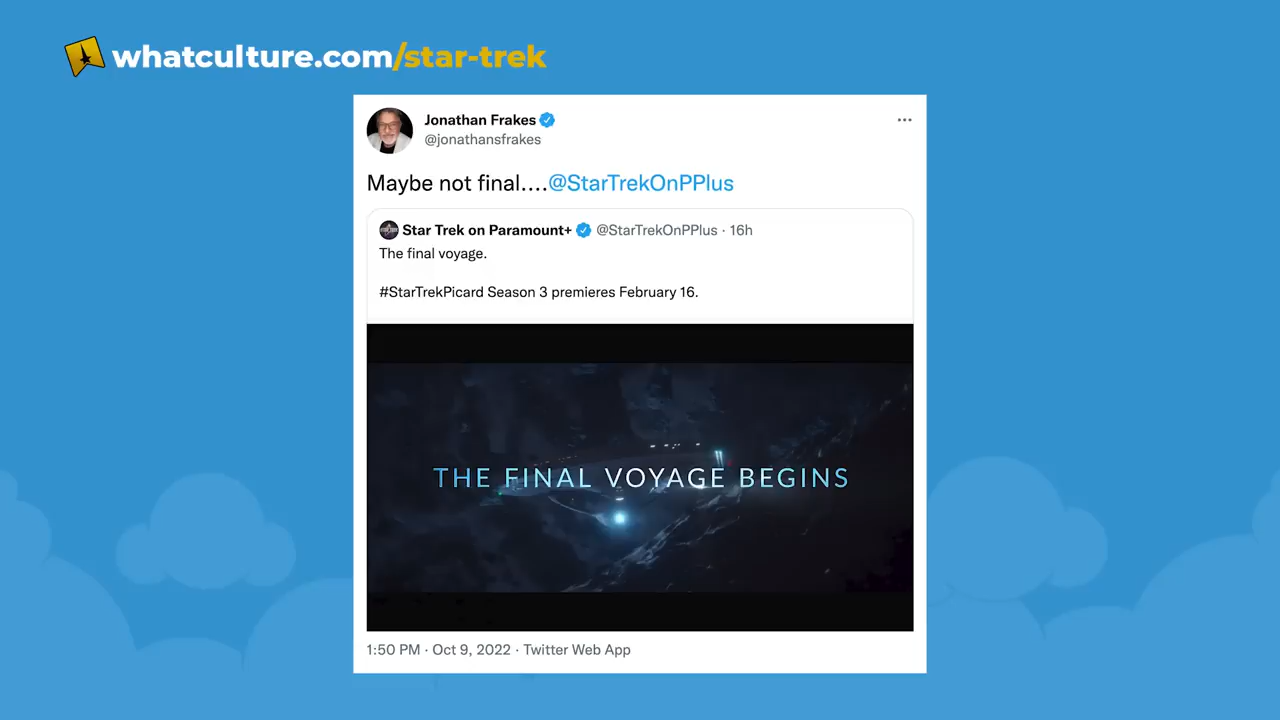 whatculture.com/star-trek
Jonathan Frakes
@jonathansfrakes
Maybe not final....@StarTrekOnPPlus
Star Trek on Paramount+ @StarTrekOnPPlus · 16h
The final voyage.
#StarTrekPicard Season 3 premieres February 16.
THE FINAL VOYAGE BEGINS
1:50 PM · Oct 9, 2022 · Twitter Web App